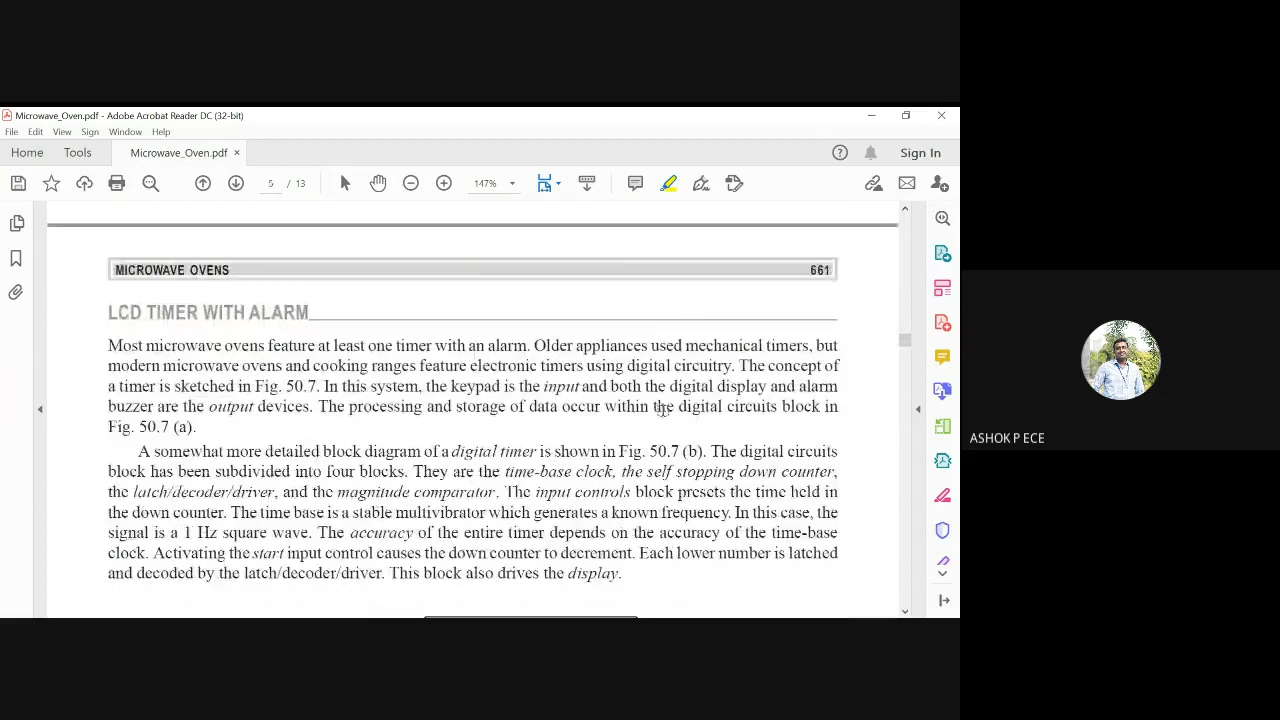 Microwave_Oven.pdf - Adobe Acrobat Reader DC (32-bit)
File Edit View Sign Window Help
Home Tools Microwave_Oven.pdf × Sign In
5 / 13 147%
MICROWAVE OVENS 661
LCD TIMER WITH ALARM
Most microwave ovens feature at least one timer with an alarm. Older appliances used mechanical timers, but
modern microwave ovens and cooking ranges feature electronic timers using digital circuitry. The concept of
a timer is sketched in Fig. 50.7. In this system, the keypad is the input and both the digital display and alarm
buzzer are the output devices. The processing and storage of data occur within the digital circuits block in
Fig. 50.7 (a).
A somewhat more detailed block diagram of a digital timer is shown in Fig. 50.7 (b). The digital circuits
block has been subdivided into four blocks. They are the time-base clock, the self stopping down counter,
the latch/decoder/driver, and the magnitude comparator. The input controls block presets the time held in
the down counter. The time base is a stable multivibrator which generates a known frequency. In this case, the
signal is a 1 Hz square wave. The accuracy of the entire timer depends on the accuracy of the time-base
clock. Activating the start input control causes the down counter to decrement. Each lower number is latched
and decoded by the latch/decoder/driver. This block also drives the display.
ASHOK P ECE